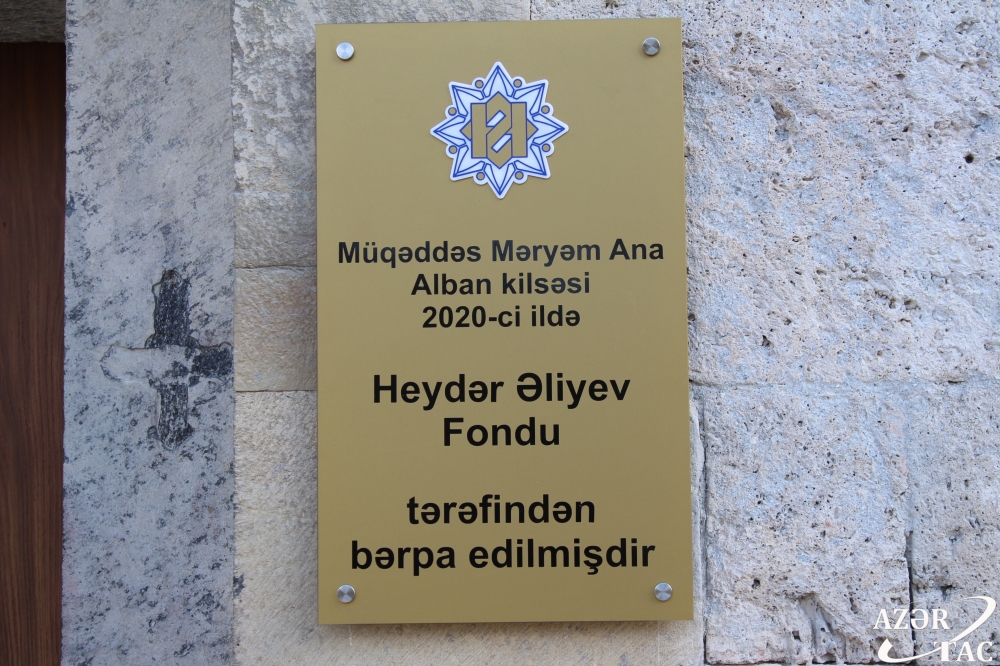 Müqəddəs Məryəm Ana
Alban kilsəsi
2020-ci ildə
Heydər Əliyev
Fondu
tərəfindən
bərpa edilmişdir
AZƏR
TAC